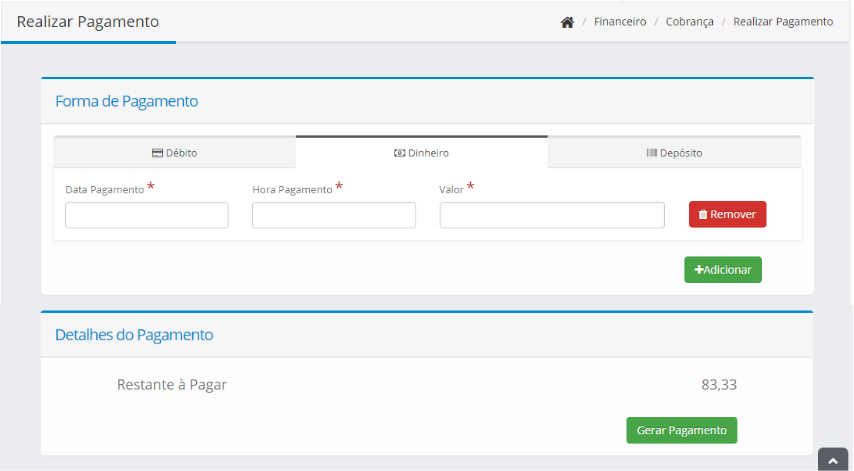 Realizar Pagamento
/ Financeiro / Cobrança / Realizar Pagamento
Forma de Pagamento
Débito
Dinheiro
Depósito
Data Pagamento *
Hora Pagamento *
Valor *
Remover
+Adicionar
Detalhes do Pagamento
Restante à Pagar 83,33
Gerar Pagamento